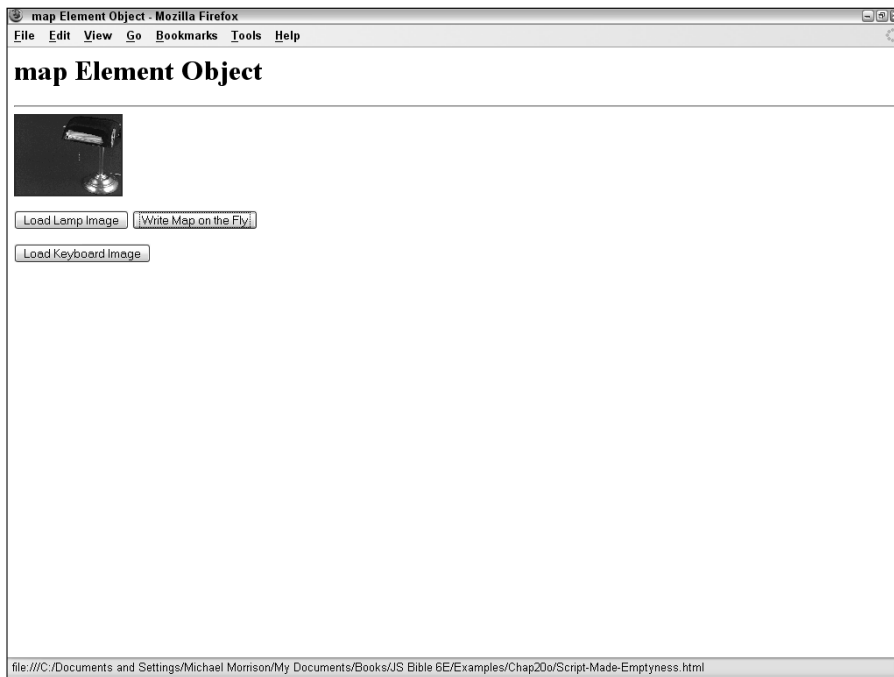 map Element Object - Mozilla Firefox
File Edit View Go Bookmarks Tools Help
map Element Object
Load Lamp Image Write Map on the Fly
Load Keyboard Image
file:///C:/Documents and Settings/Michael Morrison/My Documents/Books/JS Bible 6E/Examples/Chap20o/Script-Made-Emptyness.html